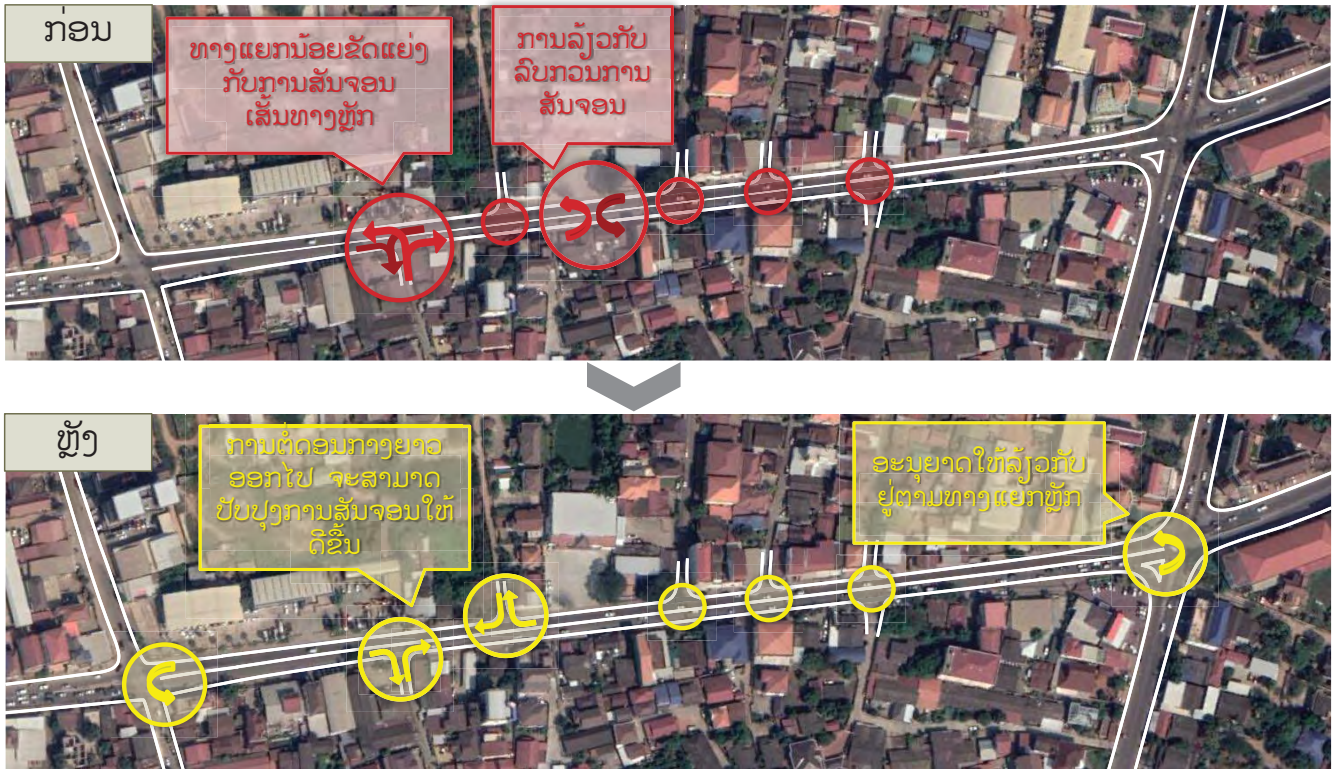 ກ່ອນ
ທາງແຍກນ້ອຍຂັດແຍ່ງ
ກັບການສັນຈອນ
ເສັ້ນທາງຫຼັກ
ການລ້ຽວກັບ
ລົບກວນການ
ສັນຈອນ
ຫຼັງ
ການຕໍ່ດອນກາງຍາວ
ອອກໄປ ຈະສາມາດ
ປັບປຸງການສັນຈອນໃຫ້
ດີຂື້ນ
ອະນຸຍາດໃຫ້ລ້ຽວກັບ
ຢູ່ຕາມທາງແຍກຫຼັກ